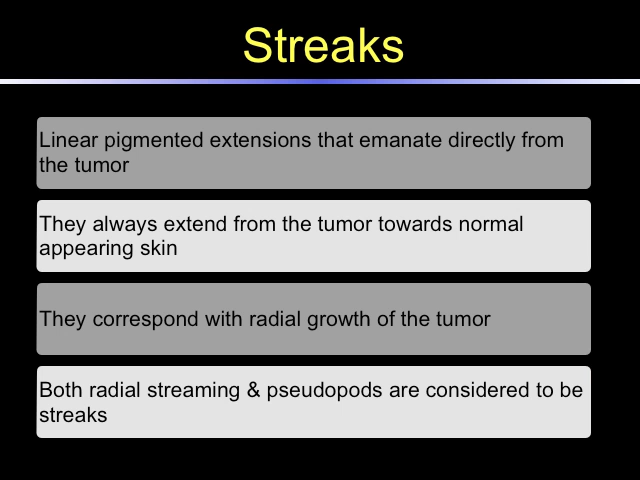 Streaks
Linear pigmented extensions that emanate directly from
the tumor
They always extend from the tumor towards normal
appearing skin
They correspond with radial growth of the tumor
Both radial streaming & pseudopods are considered to be
streaks